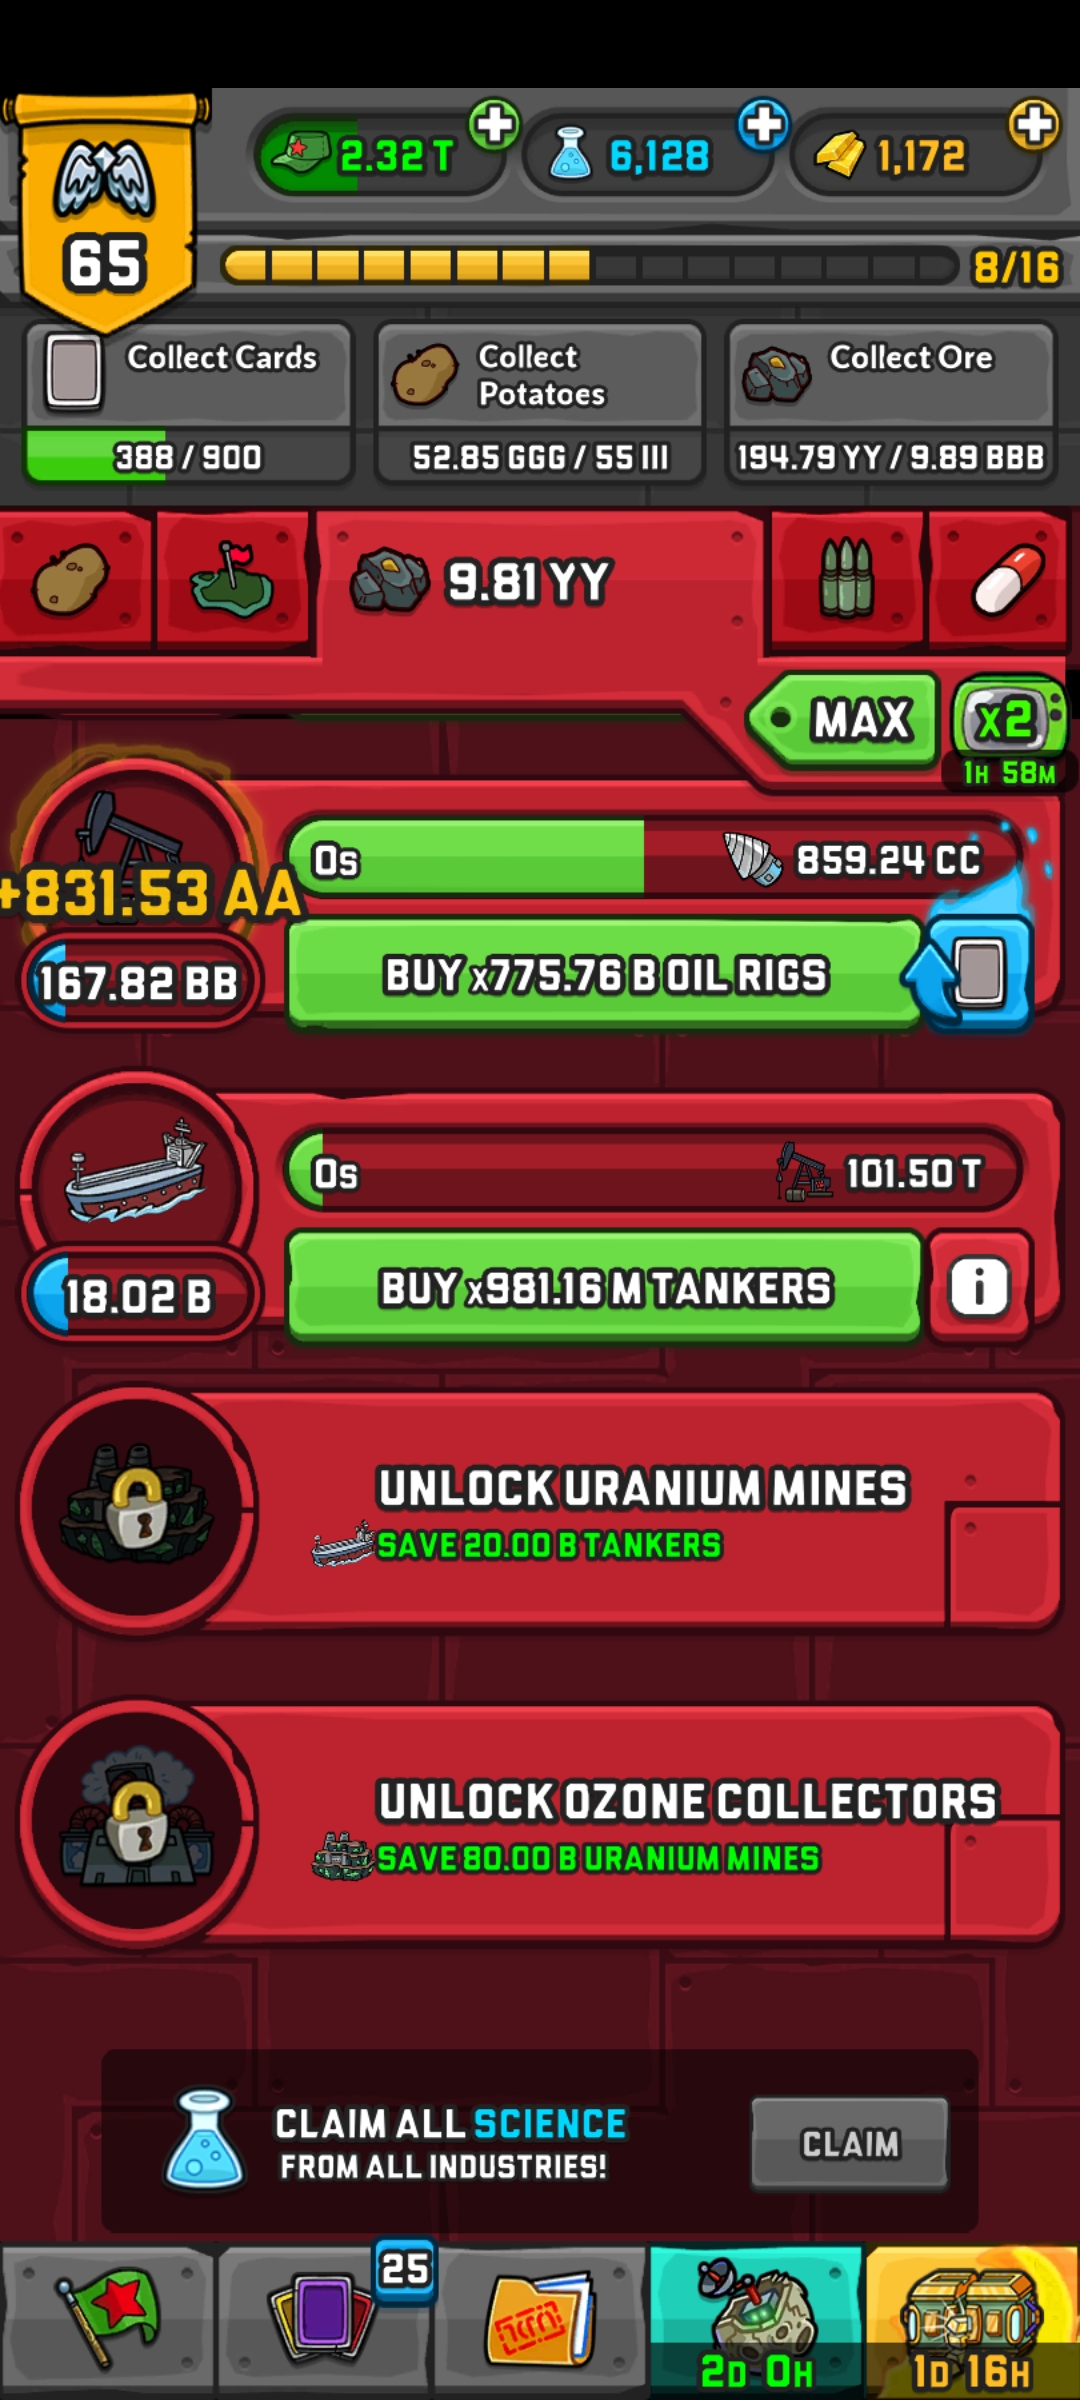 2.32 T
6,128
1,172
65
8/16
Collect Cards
388 / 900
Collect
Potatoes
52.85 GGG / 55 III
Collect Ore
194.79 YY / 9.89 BBB
9.81 YY
MAX
x2
1H 58M
0s
859.24 CC
+831.53 AA
167.82 BB
BUY x775.76 B OIL RIGS
0s
101.50 T
18.02 B
BUY x981.16 M TANKERS
i
UNLOCK URANIUM MINES
SAVE 20.00 B TANKERS
UNLOCK OZONE COLLECTORS
SAVE 80.00 B URANIUM MINES
CLAIM ALL SCIENCE
FROM ALL INDUSTRIES!
CLAIM
25
2D 0H
1D 16H